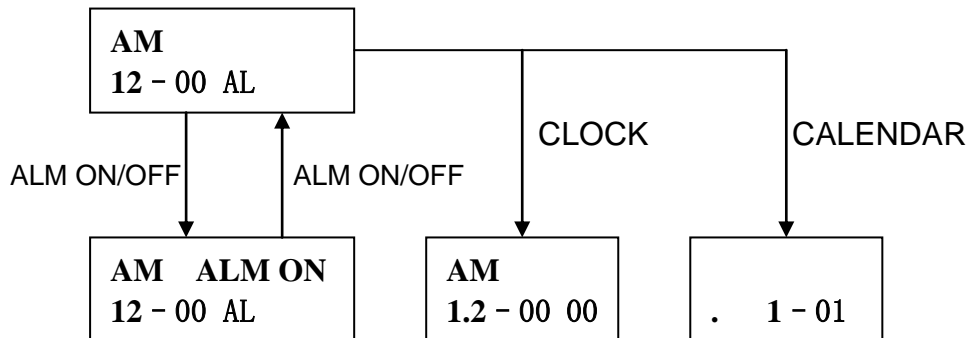 AM
12-00 AL
CLOCK
CALENDAR
ALM ON/OFF
ALM ON/OFF
AM ALM ON
12-00 AL
AM
1.2-00 00
. 1-01